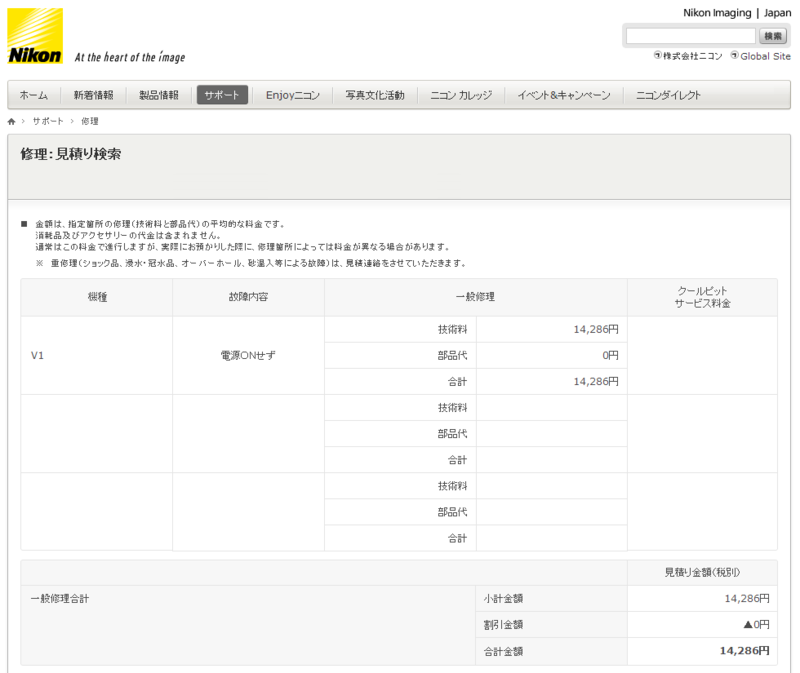 Nikon Imaging | Japan
Nikon
At the heart of the image
検索
株式会社ニコン Global Site
ホーム 新着情報 製品情報 サポート Enjoyニコン 写真文化活動 ニコン カレッジ イベント&キャンペーン ニコンダイレクト
サポート > 修理
修理：見積り検索
■ 金額は、指定箇所の修理（技術料と部品代）の平均的な料金です。
消耗品及びアクセサリーの代金は含まれません。
通常はこの料金で進行しますが、実際にお預かりした際に、修理箇所によっては料金が異なる場合があります。
※ 重修理（ショック品、浸水・冠水品、オーバーホール、砂混入等による故障）は、見積連絡をさせていただきます。
機種 故障内容 一般修理 クールピット
サービス料金
V1 電源ONせず 技術料 14,286円
部品代 0円
合計 14,286円
技術料
部品代
合計
技術料
部品代
合計
見積り金額（税別）
一般修理合計 小計金額 14,286円
割引金額 ▲0円
合計金額 14,286円